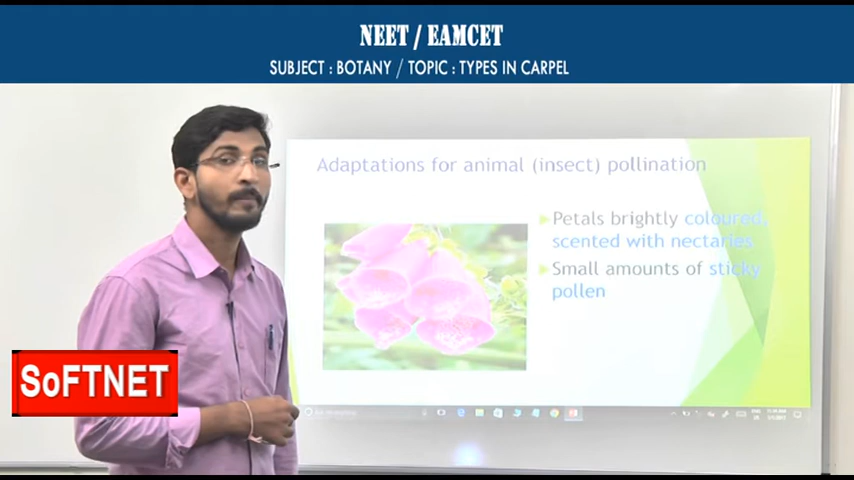 NEET / EAMCET
SUBJECT : BOTANY / TOPIC : TYPES IN CARPEL
Adaptations for animal (insect) pollination
Petals brightly coloured,
scented with nectaries
Small amounts of sticky
pollen
SoFTNET